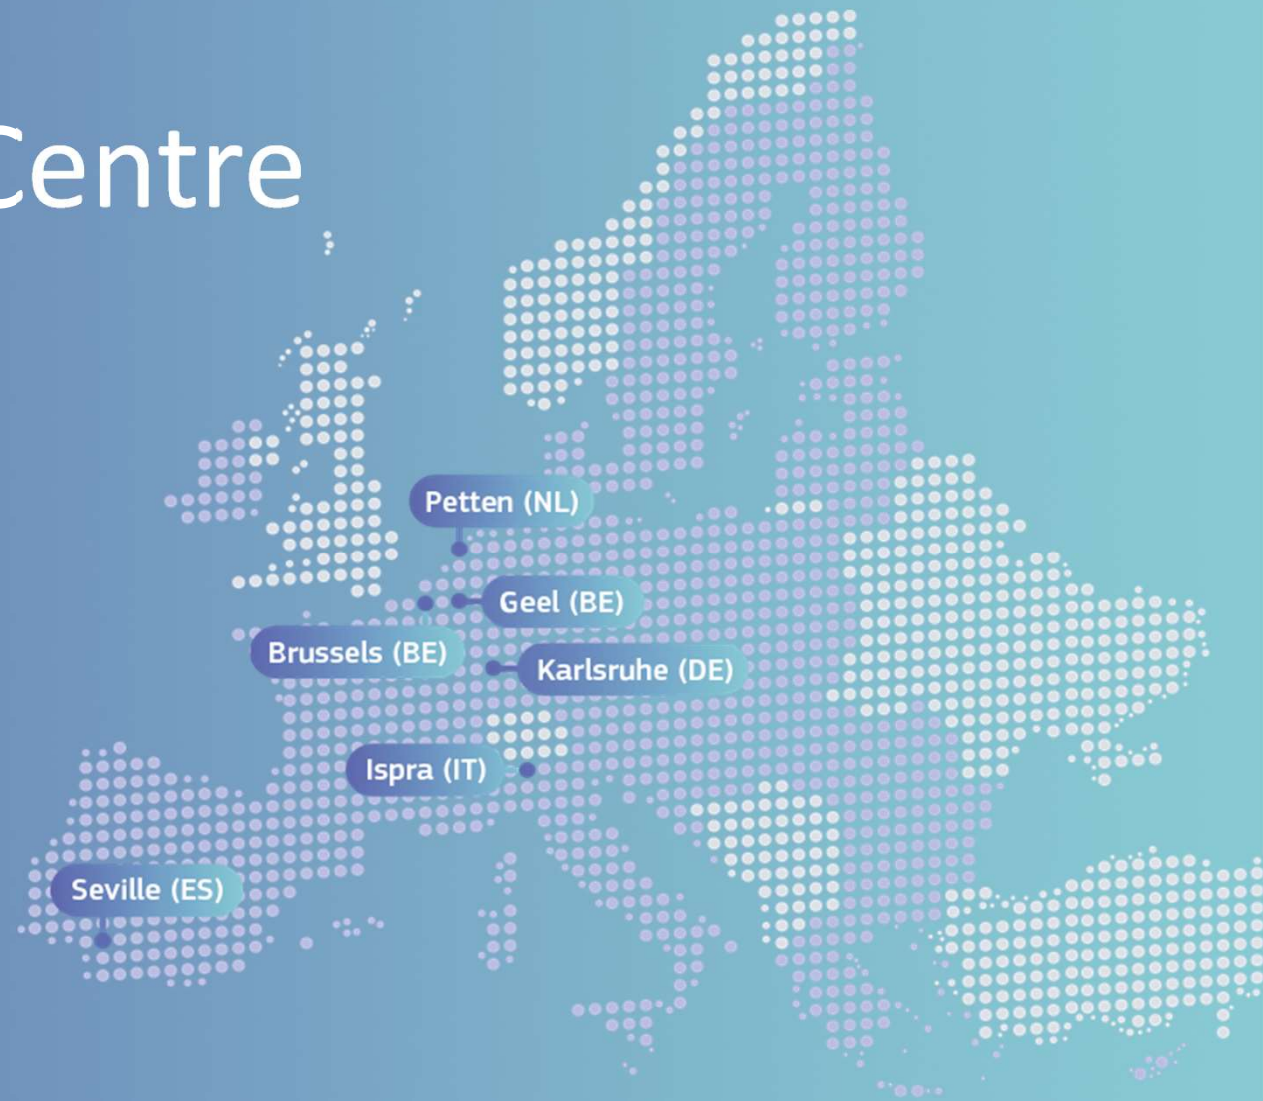 Centre
Petten (NL)
Geel (BE)
Brussels (BE)
Karlsruhe (DE)
Ispra (IT)
Seville (ES)